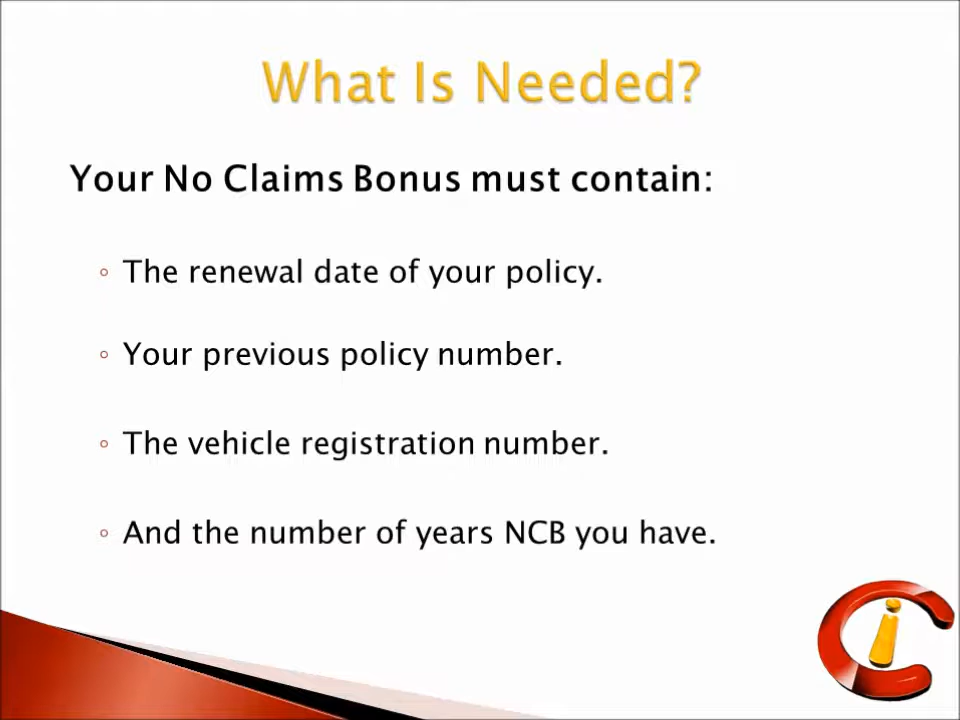 What Is Needed?
Your No Claims Bonus must contain:
The renewal date of your policy.
Your previous policy number.
The vehicle registration number.
And the number of years NCB you have.